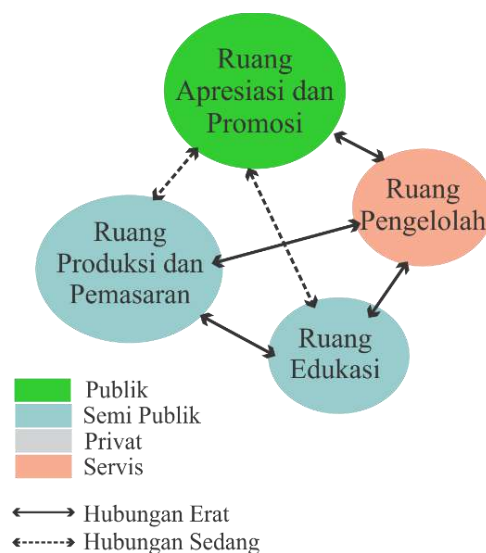 Ruang
Apresiasi dan
Promosi
Ruang
Pengelolah
Ruang
Produksi dan
Pemasaran
Ruang
Edukasi
Publik
Semi Publik
Privat
Servis
Hubungan Erat
Hubungan Sedang